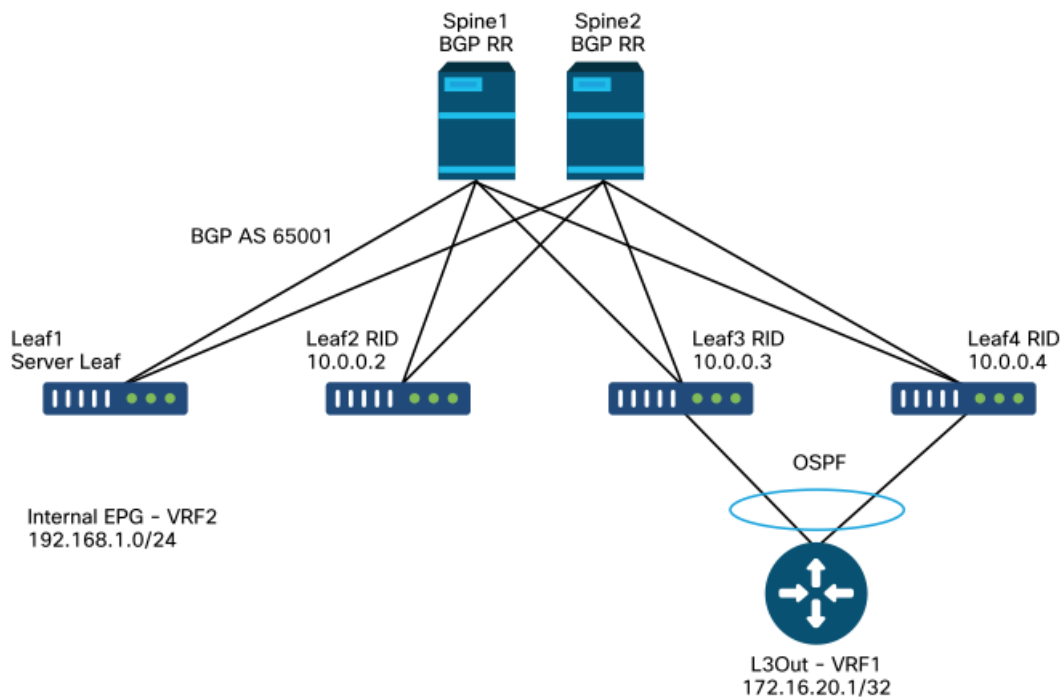 Spine1
BGP RR
Spine2
BGP RR
BGP AS 65001
Leaf1
Server Leaf
Leaf2 RID
10.0.0.2
Leaf3 RID
10.0.0.3
Leaf4 RID
10.0.0.4
OSPF
Internal EPG - VRF2
192.168.1.0/24
L3Out - VRF1
172.16.20.1/32